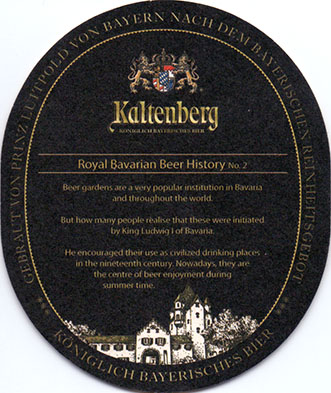 GEBRAUT VON PRINZ LUITPOLD VON BAYERN NACH DEM BAYERISCHEN REINHEITSGEBOT
Kaltenberg
KÖNIGLICH BAYERISCHES BIER
Royal Bavarian Beer History No. 2
Beer gardens are a very popular institution in Bavaria
and throughout the world.
But how many people realise that these were initiated
by King Ludwig I of Bavaria.
He encouraged their use as civilized drinking places
in the nineteenth century. Nowadays, they are
the centre of beer enjoyment during
summer time.
KÖNIGLICH BAYERISCHES BIER